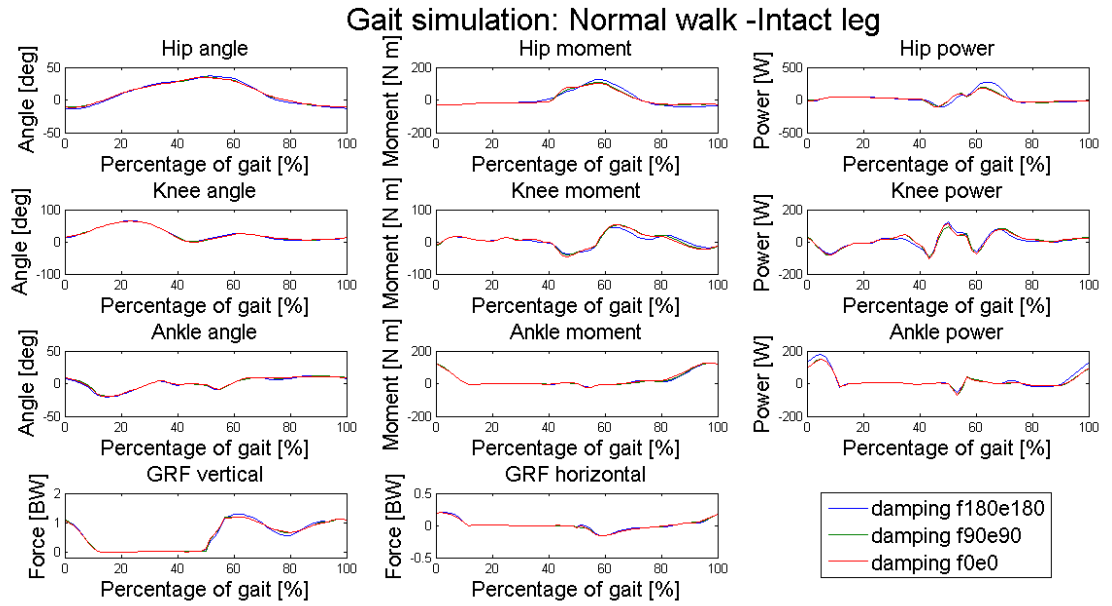 Gait simulation: Normal walk -Intact leg
Hip angle
Angle [deg]
50
0
-50
0 20 40 60 80 100
Percentage of gait [%]
Hip moment
Moment [N m]
200
0
-200
0 20 40 60 80 100
Percentage of gait [%]
Hip power
Power [W]
500
0
-500
0 20 40 60 80 100
Percentage of gait [%]
Knee angle
Angle [deg]
100
0
-100
0 20 40 60 80 100
Percentage of gait [%]
Knee moment
Moment [N m]
100
0
-100
0 20 40 60 80 100
Percentage of gait [%]
Knee power
Power [W]
200
0
-200
0 20 40 60 80 100
Percentage of gait [%]
Ankle angle
Angle [deg]
50
0
-50
0 20 40 60 80 100
Percentage of gait [%]
Ankle moment
Moment [N m]
200
0
-200
0 20 40 60 80 100
Percentage of gait [%]
Ankle power
Power [W]
200
0
-200
0 20 40 60 80 100
Percentage of gait [%]
GRF vertical
Force [BW]
2
1
0
0 20 40 60 80 100
Percentage of gait [%]
GRF horizontal
Force [BW]
0.5
0
-0.5
0 20 40 60 80 100
Percentage of gait [%]
damping f180e180
damping f90e90
damping f0e0